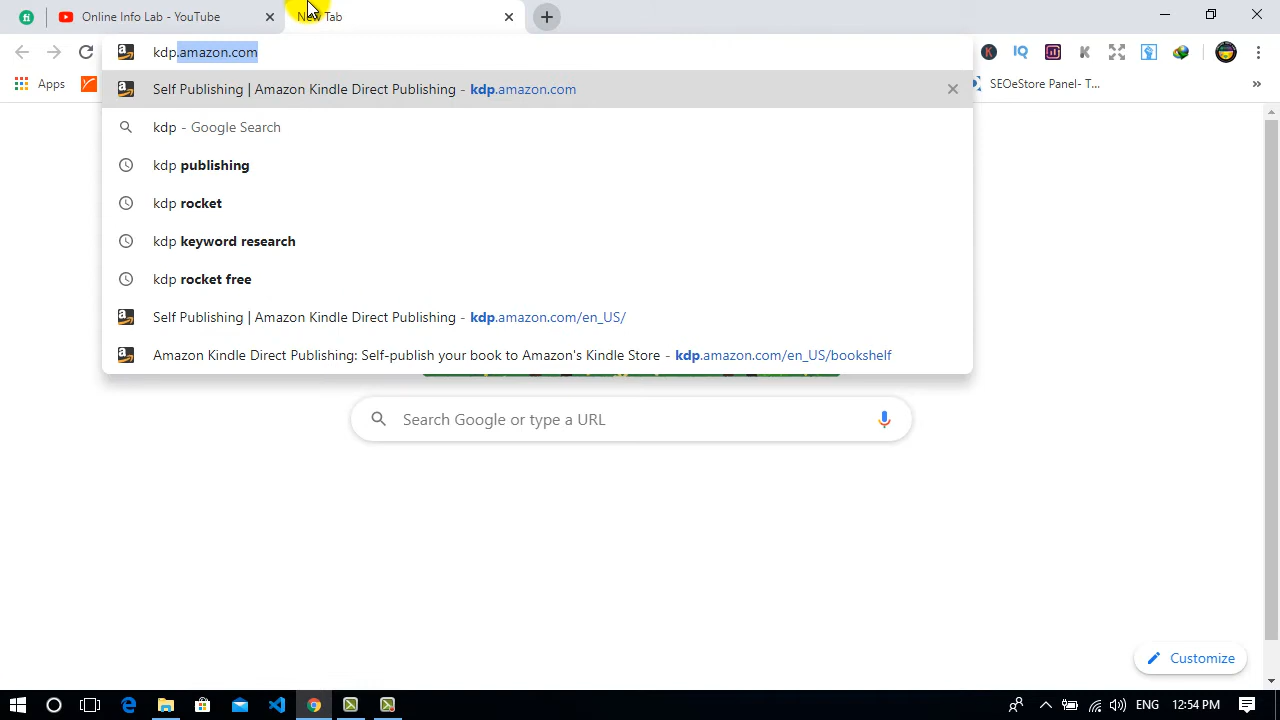 Online Info Lab - YouTube
New Tab
kdp.amazon.com
IQ
Apps
SEOeStore Panel- T...
»
Self Publishing | Amazon Kindle Direct Publishing - kdp.amazon.com
kdp - Google Search
kdp publishing
kdp rocket
kdp keyword research
kdp rocket free
Self Publishing | Amazon Kindle Direct Publishing - kdp.amazon.com/en_US/
Amazon Kindle Direct Publishing: Self-publish your book to Amazon's Kindle Store - kdp.amazon.com/en_US/bookshelf
Search Google or type a URL
Customize
ENG 12:54 PM